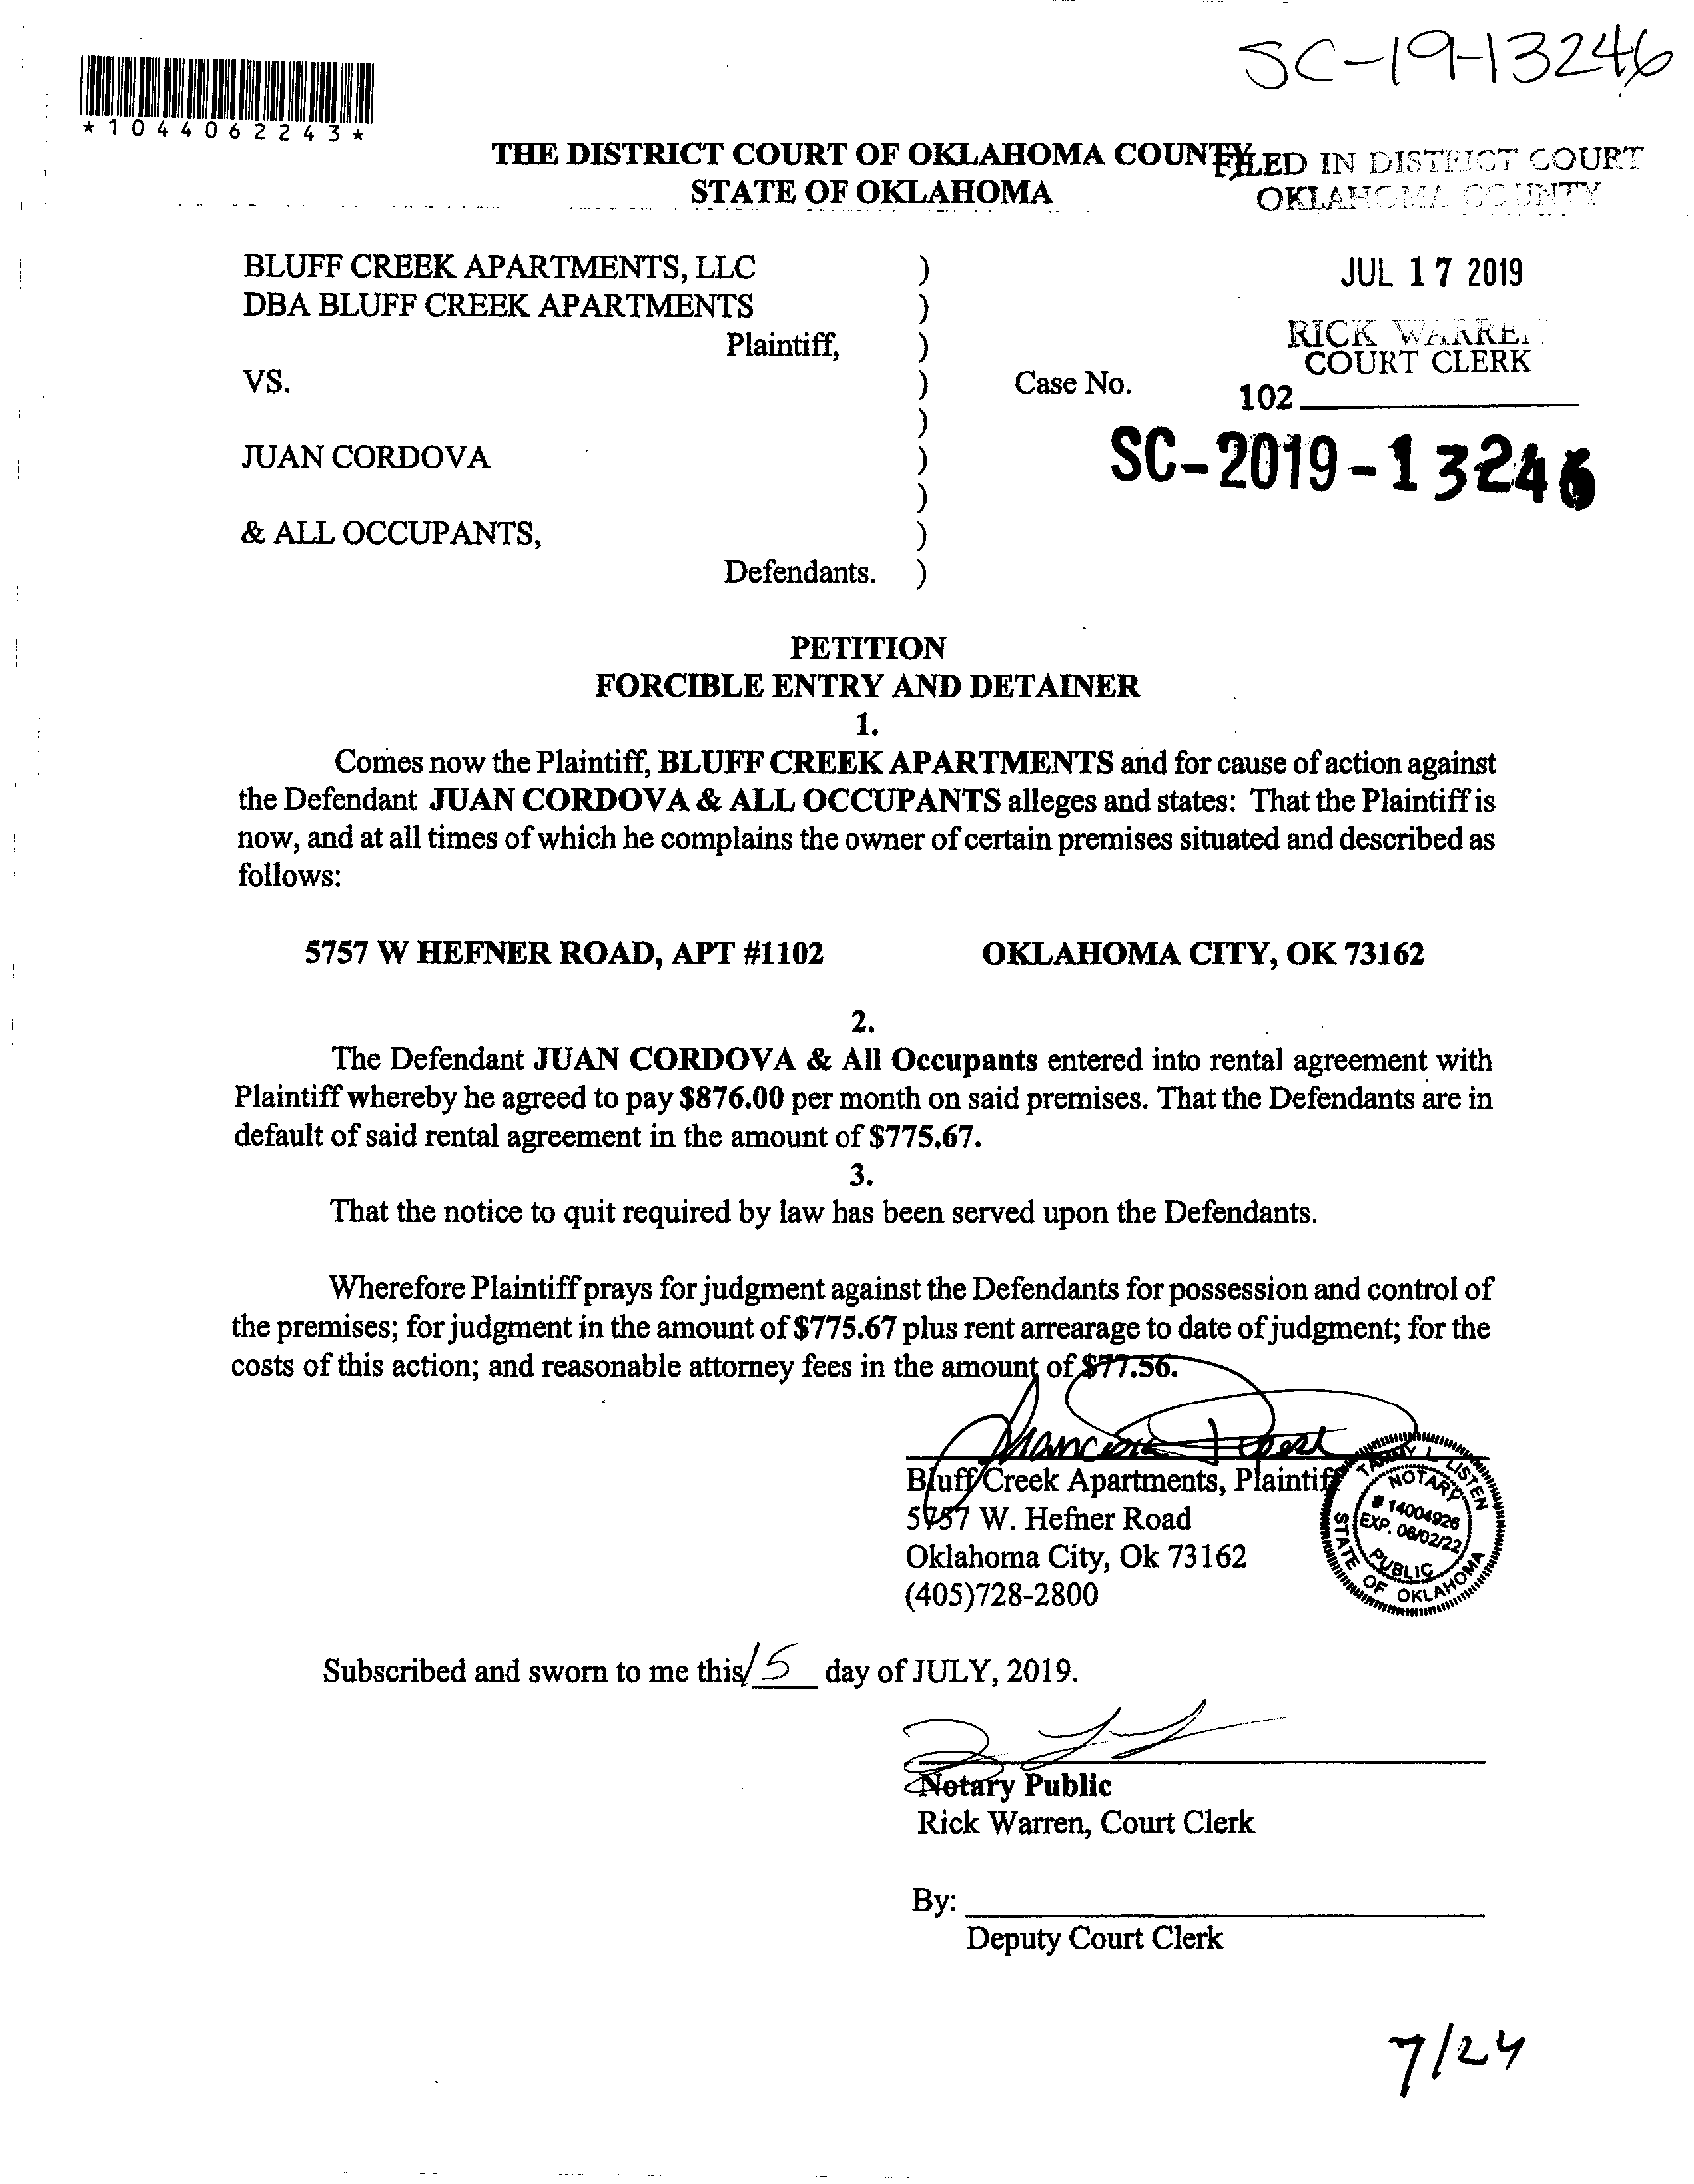 SC-19-13246
*1044062243*
THE DISTRICT COURT OF OKLAHOMA COUNTY
STATE OF OKLAHOMA
FILED IN DISTRICT COURT
OKLAHOMA COUNTY
JUL 17 2019
RICK WARREN
COURT CLERK
102
BLUFF CREEK APARTMENTS, LLC )
DBA BLUFF CREEK APARTMENTS )
Plaintiff, )
VS. ) Case No.
)
JUAN CORDOVA ) SC-2019-13246
)
& ALL OCCUPANTS, )
Defendants. )
PETITION
FORCIBLE ENTRY AND DETAINER
1.
Comes now the Plaintiff, BLUFF CREEK APARTMENTS and for cause of action against
the Defendant JUAN CORDOVA & ALL OCCUPANTS alleges and states: That the Plaintiff is
now, and at all times of which he complains the owner of certain premises situated and described as
follows:
5757 W HEFNER ROAD, APT #1102 OKLAHOMA CITY, OK 73162
2.
The Defendant JUAN CORDOVA & All Occupants entered into rental agreement with
Plaintiff whereby he agreed to pay $876.00 per month on said premises. That the Defendants are in
default of said rental agreement in the amount of $775.67.
3.
That the notice to quit required by law has been served upon the Defendants.
Wherefore Plaintiff prays for judgment against the Defendants for possession and control of
the premises; for judgment in the amount of $775.67 plus rent arrearage to date of judgment; for the
costs of this action; and reasonable attorney fees in the amount of $77.56.
Bluff Creek Apartments, Plaintiff
5757 W. Hefner Road
Oklahoma City, Ok 73162
(405)728-2800
TAMMY L. LISTEN
NOTARY
# 14004926
EXP. 06/02/22
PUBLIC
STATE OF OKLAHOMA
Subscribed and sworn to me this 15 day of JULY, 2019.
Notary Public
Rick Warren, Court Clerk
By:
Deputy Court Clerk
7/24